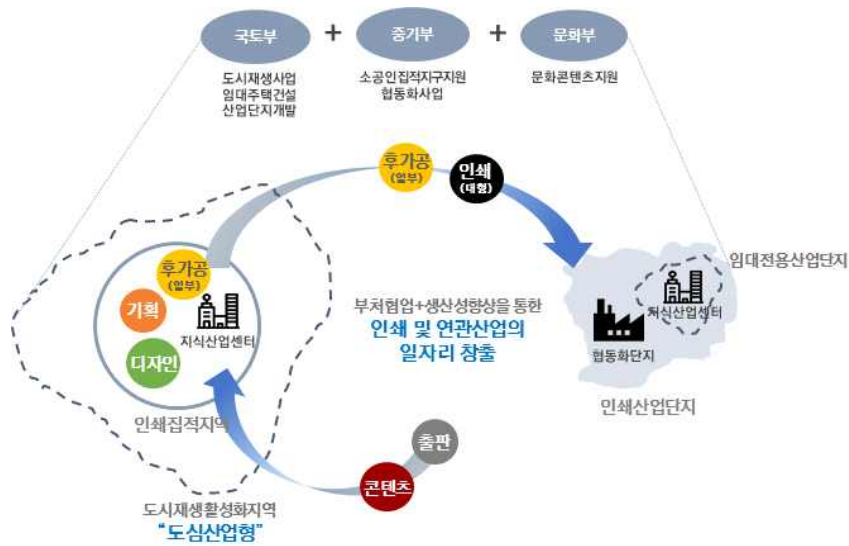 국토부 + 중기부 + 문화부
도시재생사업
임대주택건설
산업단지개발
소공인집적지구지원
협동화사업
문화콘텐츠지원
후가공
(일부)
인쇄
(대형)
후가공
(일부)
기획
지식산업센터
디자인
인쇄집적지역
부처협업+생산성향상을 통한
인쇄 및 연관산업의
일자리 창출
임대전용산업단지
지식산업센터
협동화단지
인쇄산업단지
출판
콘텐츠
도시재생활성화지역
"도심산업형"